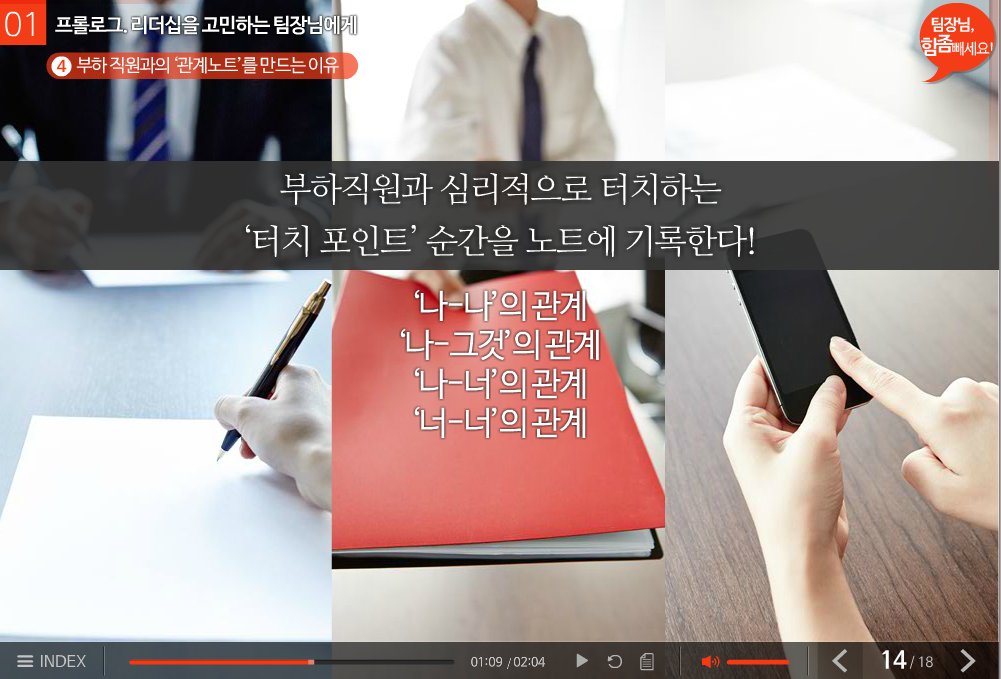 01 프롤로그. 리더십을 고민하는 팀장님에게
4 부하 직원과의 ‘관계노트’를 만드는 이유
팀장님,
힘좀빼세요!
부하직원과 심리적으로 터치하는
‘터치 포인트’ 순간을 노트에 기록한다!
‘나-나’의 관계
‘나-그것’의 관계
‘나-너’의 관계
‘너-너’의 관계
INDEX 01:09 / 02:04 14 / 18